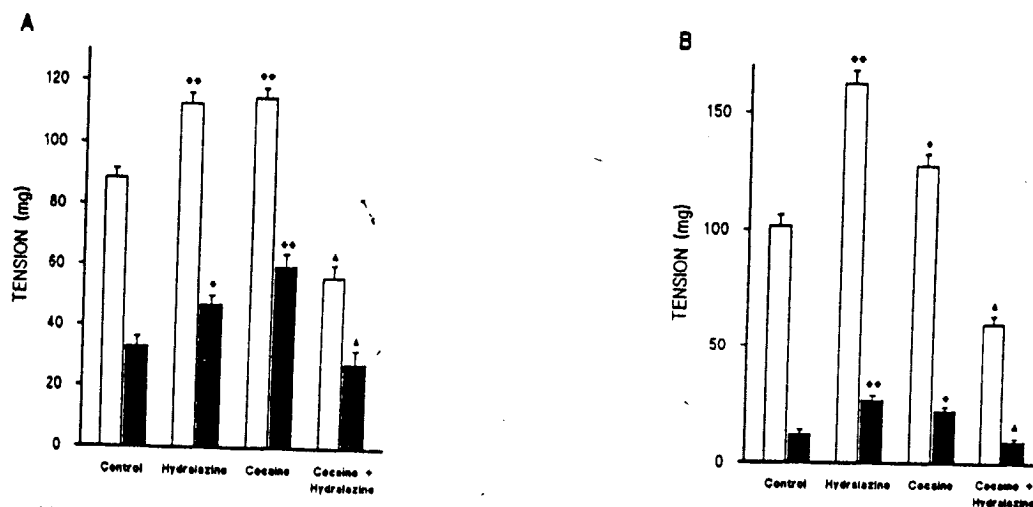 A
TENSION (mg)
120
100
80
60
40
20
0
Control Hydralazine Cocaine Cocaine +
Hydralazine
B
TENSION (mg)
150
100
50
0
Control Hydralazine Cocaine Cocaine +
Hydralazine